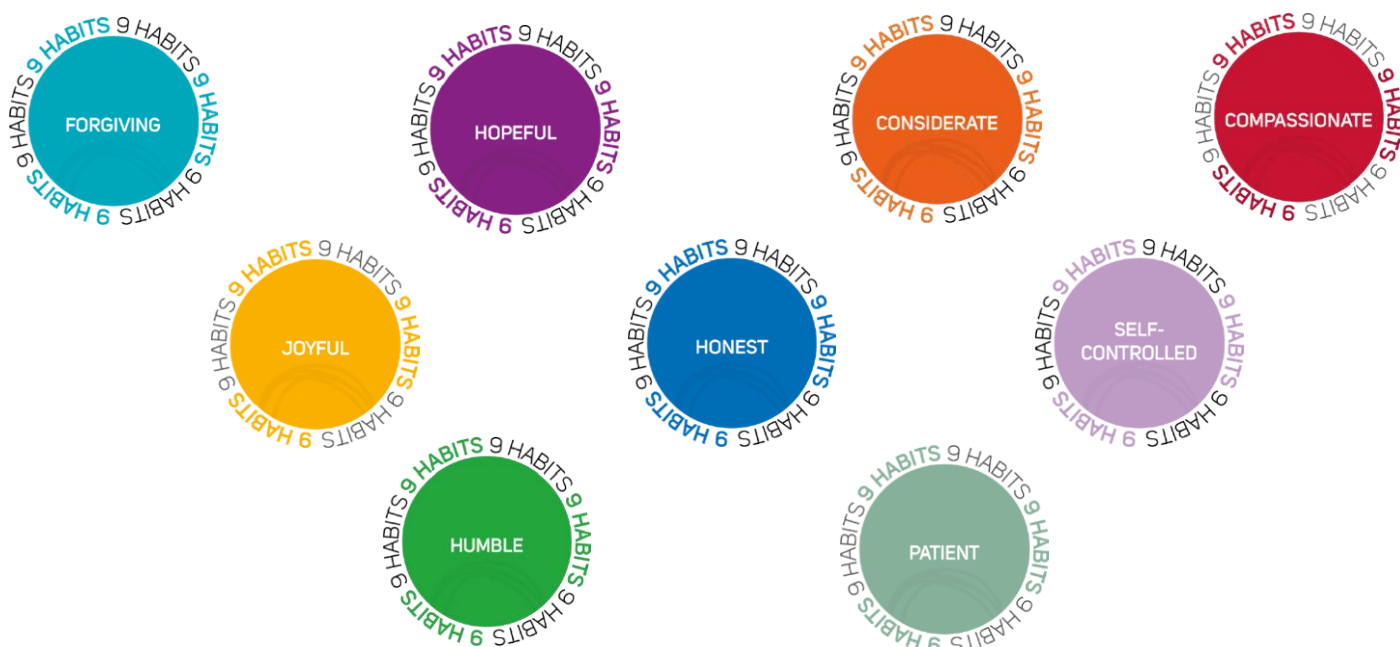 9 HABITS 9 HABITS 9 HABITS 9 HABITS 9 HABITS 9 HABITS
FORGIVING
9 HABITS 9 HABITS 9 HABITS 9 HABITS 9 HABITS 9 HABITS
HOPEFUL
9 HABITS 9 HABITS 9 HABITS 9 HABITS 9 HABITS 9 HABITS
CONSIDERATE
9 HABITS 9 HABITS 9 HABITS 9 HABITS 9 HABITS 9 HABITS
COMPASSIONATE
9 HABITS 9 HABITS 9 HABITS 9 HABITS 9 HABITS 9 HABITS
JOYFUL
9 HABITS 9 HABITS 9 HABITS 9 HABITS 9 HABITS 9 HABITS
HONEST
9 HABITS 9 HABITS 9 HABITS 9 HABITS 9 HABITS 9 HABITS
SELF-
CONTROLLED
9 HABITS 9 HABITS 9 HABITS 9 HABITS 9 HABITS 9 HABITS
HUMBLE
9 HABITS 9 HABITS 9 HABITS 9 HABITS 9 HABITS 9 HABITS
PATIENT